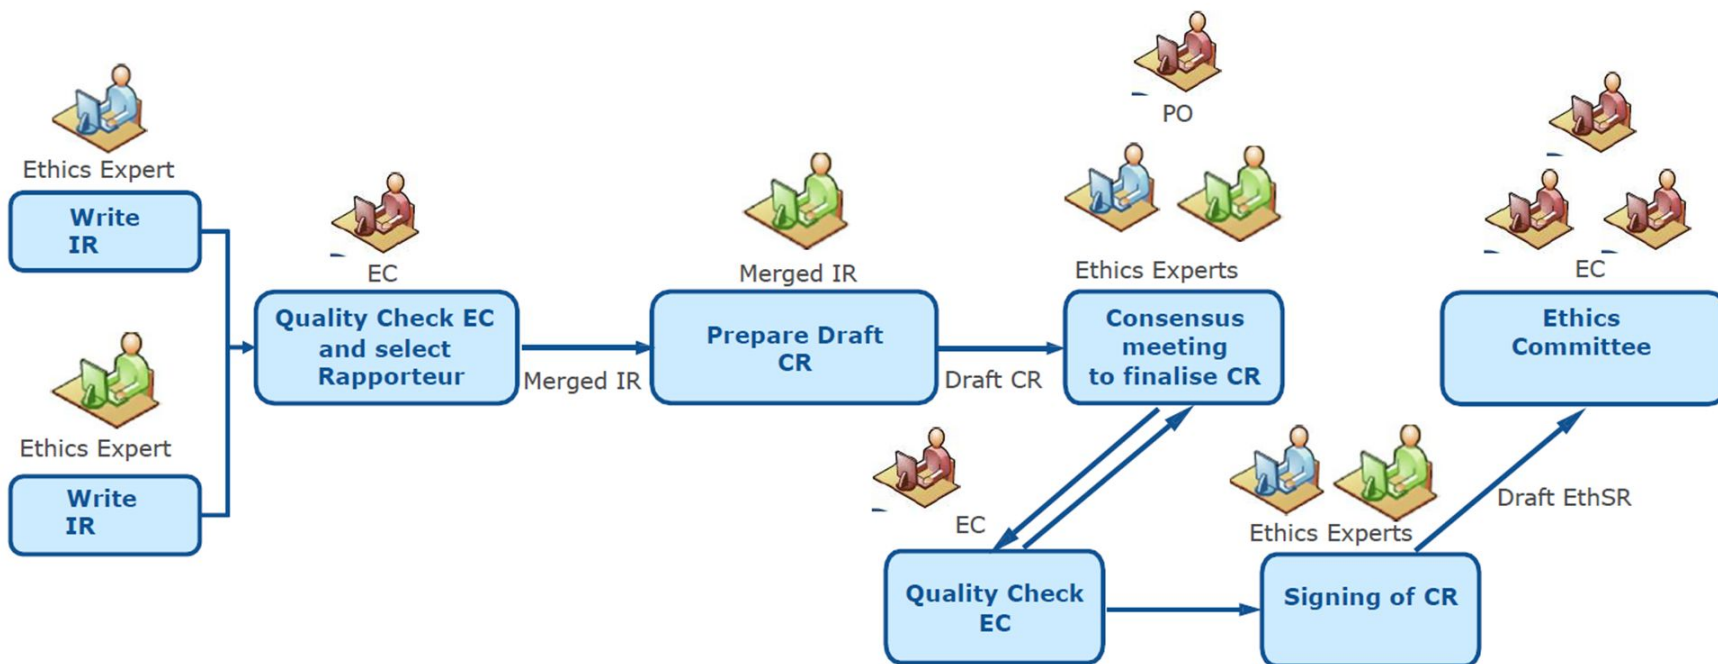 PO
Ethics Expert
Write
IR
EC
Quality Check EC
and select
Rapporteur
Ethics Expert
Write
IR
Merged IR
Merged IR
Prepare Draft
CR
Draft CR
Ethics Experts
Consensus
meeting
to finalise CR
EC
Quality Check
EC
Ethics Experts
Signing of CR
Draft EthSR
EC
Ethics
Committee